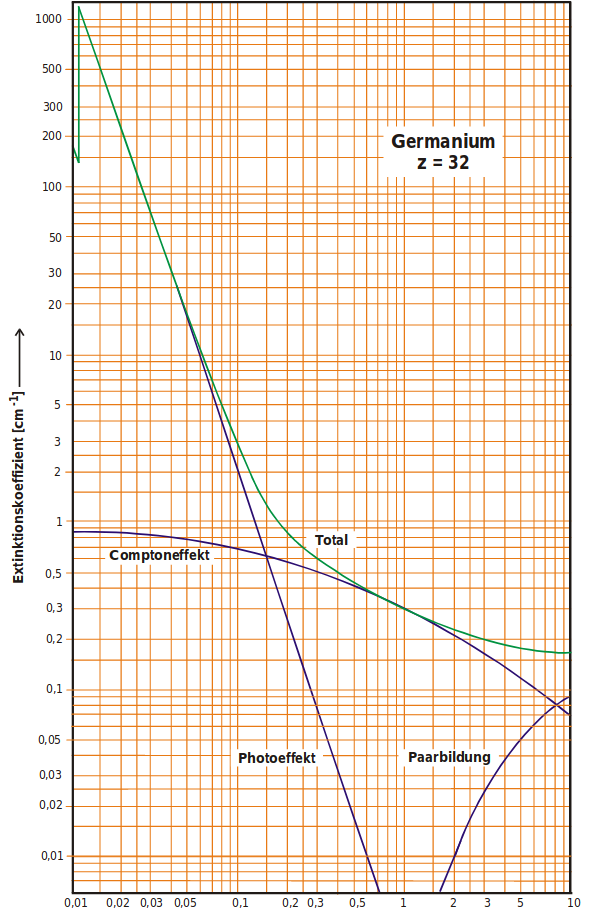 1000
500
300
200
100
50
30
20
10
5
3
2
1
0,5
0,3
0,2
0,1
0,05
0,03
0,02
0,01
Extinktionskoeffizient [cm⁻¹]
Germanium
z = 32
Total
Comptoneffekt
Photoeffekt
Paarbildung
0,01 0,02 0,03 0,05 0,1 0,2 0,3 0,5 1 2 3 5 10